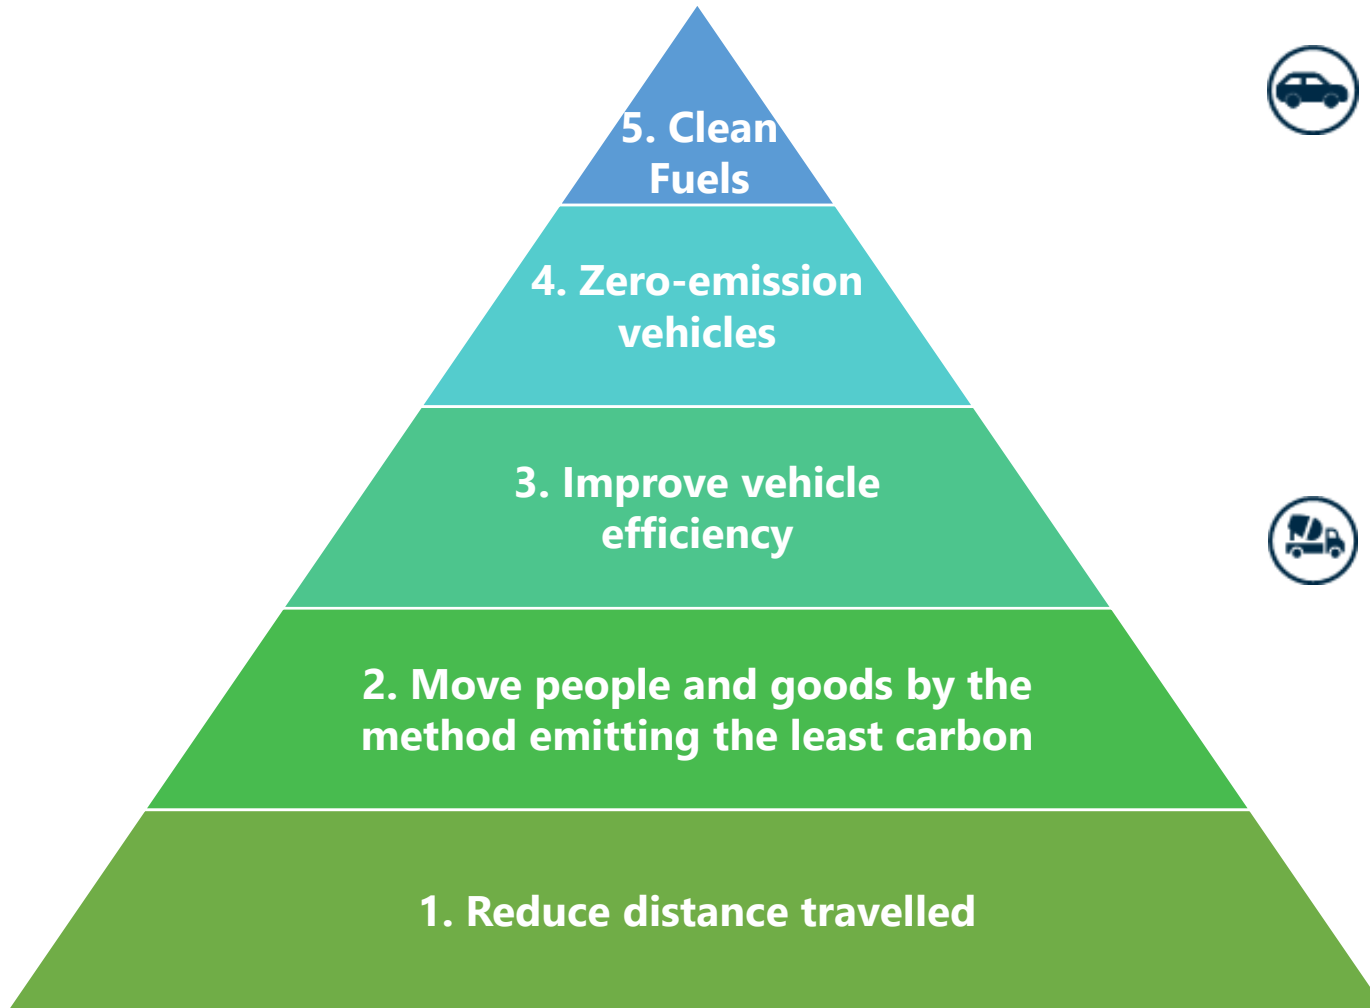 5. Clean
Fuels
4. Zero-emission
vehicles
3. Improve vehicle
efficiency
2. Move people and goods by the
method emitting the least carbon
1. Reduce distance travelled